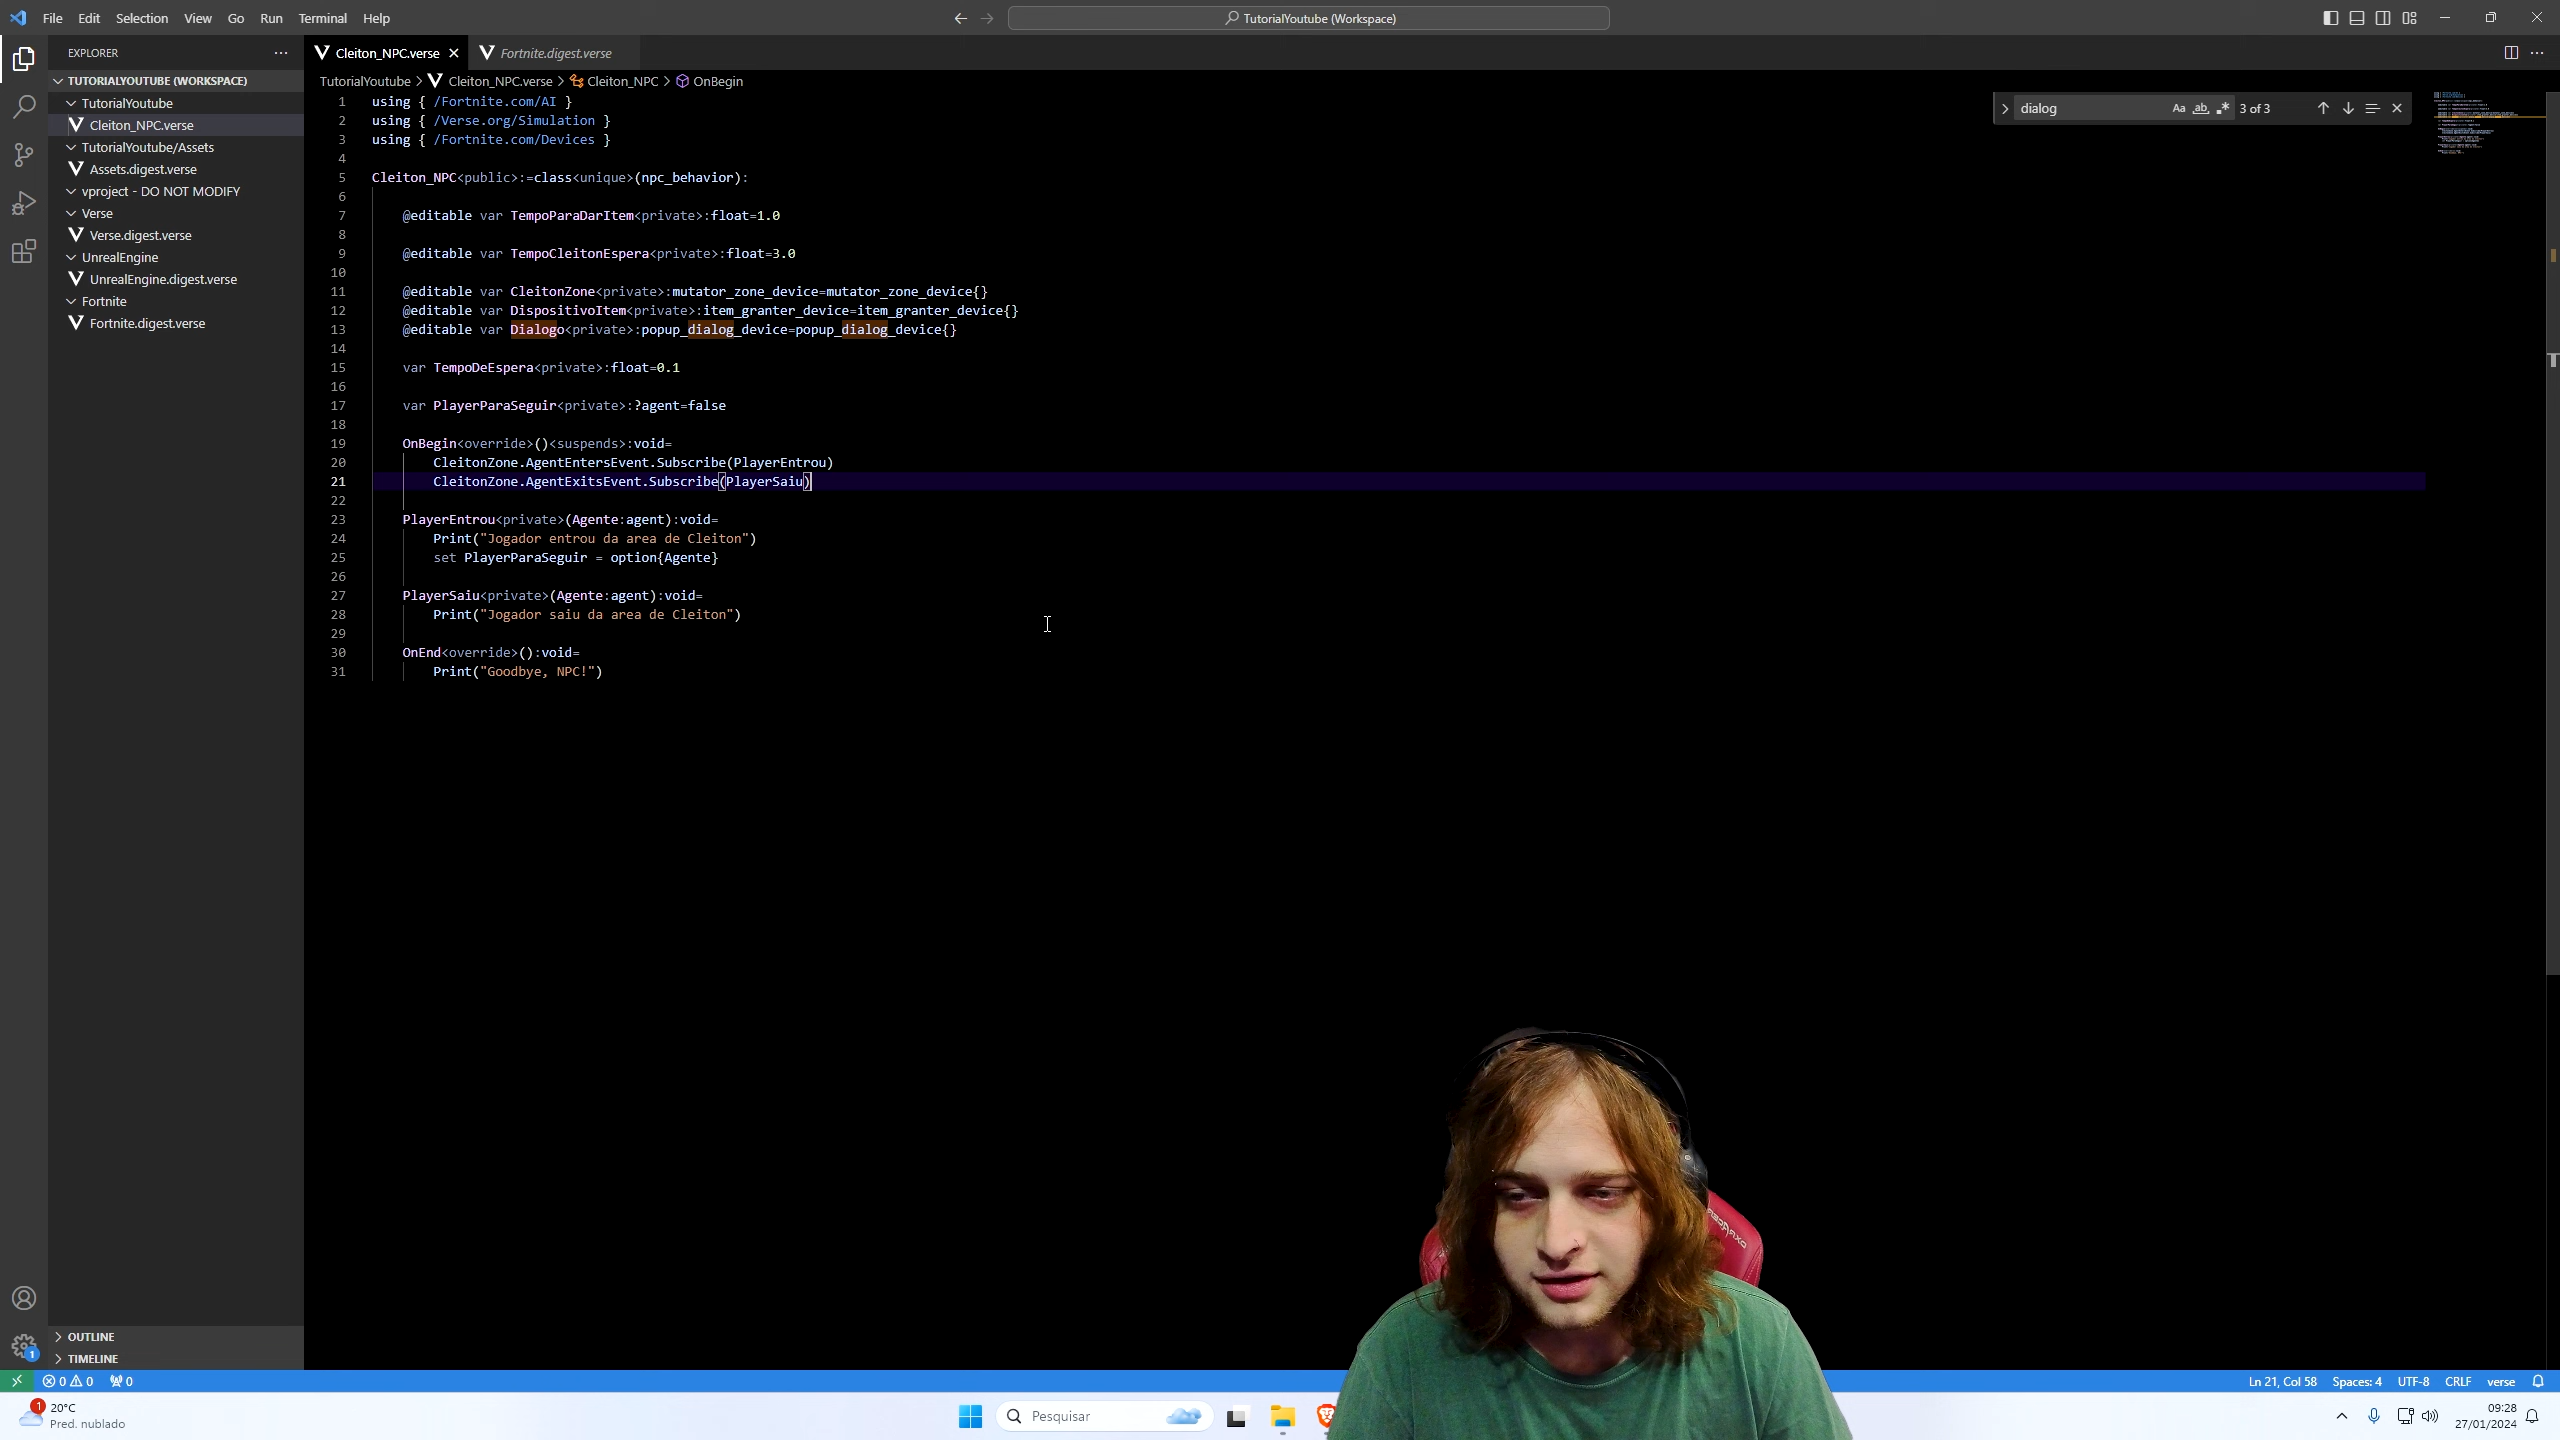 File Edit Selection View Go Run Terminal Help
TutorialYoutube (Workspace)
EXPLORER
Cleiton_NPC.verse
Fortnite.digest.verse
TUTORIALYOUTUBE (WORKSPACE)
TutorialYoutube
Cleiton_NPC.verse
TutorialYoutube/Assets
Assets.digest.verse
vproject - DO NOT MODIFY
Verse
Verse.digest.verse
UnrealEngine
UnrealEngine.digest.verse
Fortnite
Fortnite.digest.verse
OUTLINE
TIMELINE
TutorialYoutube > Cleiton_NPC.verse > Cleiton_NPC > OnBegin
dialog Aa ab 3 of 3
1 using { /Fortnite.com/AI }
2 using { /Verse.org/Simulation }
3 using { /Fortnite.com/Devices }
4
5 Cleiton_NPC<public>:=class<unique>(npc_behavior):
6
7 @editable var TempoParaDarItem<private>:float=1.0
8
9 @editable var TempoCleitonEspera<private>:float=3.0
10
11 @editable var CleitonZone<private>:mutator_zone_device=mutator_zone_device{}
12 @editable var DispositivoItem<private>:item_granter_device=item_granter_device{}
13 @editable var Dialogo<private>:popup_dialog_device=popup_dialog_device{}
14
15 var TempoDeEspera<private>:float=0.1
16
17 var PlayerParaSeguir<private>:?agent=false
18
19 OnBegin<override>()<suspends>:void=
20 CleitonZone.AgentEntersEvent.Subscribe(PlayerEntrou)
21 CleitonZone.AgentExitsEvent.Subscribe(PlayerSaiu)
22
23 PlayerEntrou<private>(Agente:agent):void=
24 Print("Jogador entrou da area de Cleiton")
25 set PlayerParaSeguir = option{Agente}
26
27 PlayerSaiu<private>(Agente:agent):void=
28 Print("Jogador saiu da area de Cleiton")
29
30 OnEnd<override>():void=
31 Print("Goodbye, NPC!")
1
0 0 0
Ln 21, Col 58 Spaces: 4 UTF-8 CRLF verse
1
20°C
Pred. nublado
Pesquisar
09:28
27/01/2024